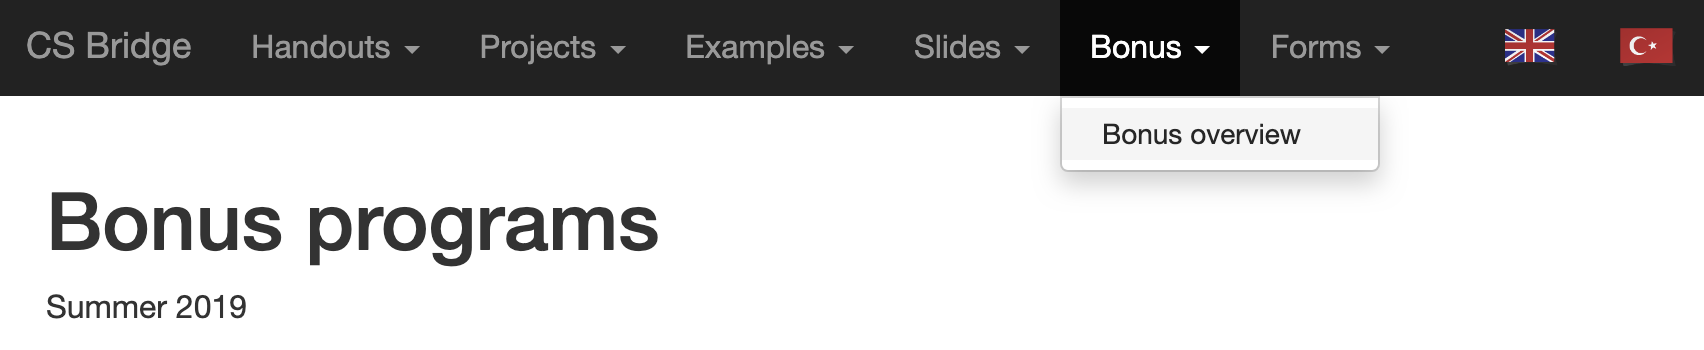 CS Bridge Handouts Projects Examples Slides Bonus Forms
Bonus overview
Bonus programs
Summer 2019